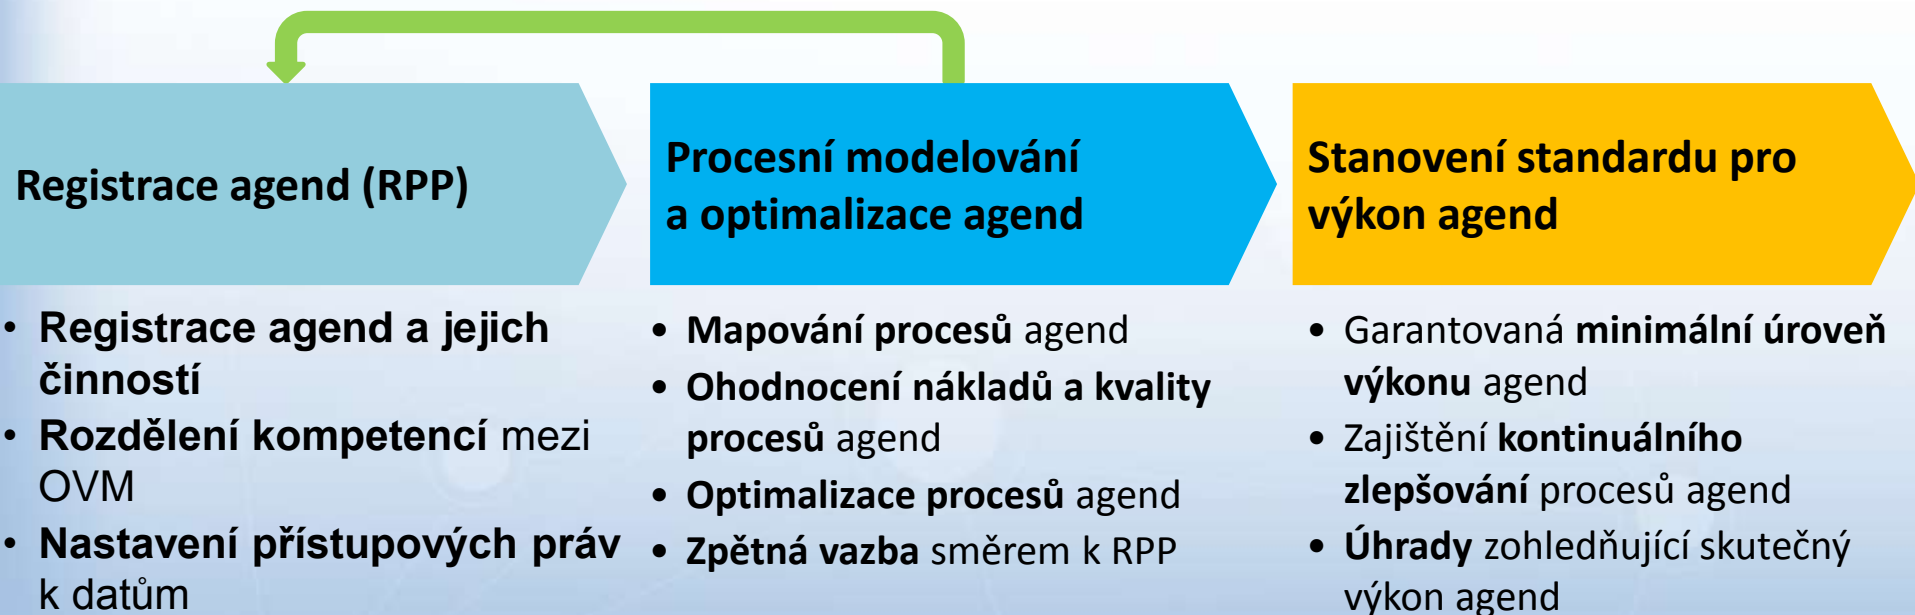 Registrace agend (RPP)
• Registrace agend a jejich
činností
• Rozdělení kompetencí mezi
OVM
• Nastavení přístupových práv
k datům
Procesní modelování
a optimalizace agend
• Mapování procesů agend
• Ohodnocení nákladů a kvality
procesů agend
• Optimalizace procesů agend
• Zpětná vazba směrem k RPP
Stanovení standardu pro
výkon agend
• Garantovaná minimální úroveň
výkonu agend
• Zajištění kontinuálního
zlepšování procesů agend
• Úhrady zohledňující skutečný
výkon agend